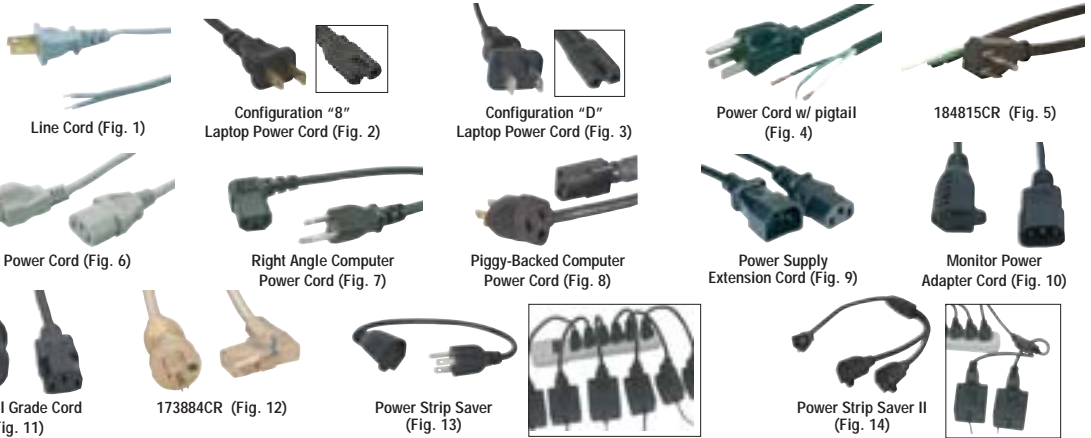 Line Cord (Fig. 1)
Configuration "8"
Laptop Power Cord (Fig. 2)
Configuration "D"
Laptop Power Cord (Fig. 3)
Power Cord w/ pigtail
(Fig. 4)
184815CR (Fig. 5)
Power Cord (Fig. 6)
Right Angle Computer
Power Cord (Fig. 7)
Piggy-Backed Computer
Power Cord (Fig. 8)
Power Supply
Extension Cord (Fig. 9)
Monitor Power
Adapter Cord (Fig. 10)
l Grade Cord
ig. 11)
173884CR (Fig. 12)
Power Strip Saver
(Fig. 13)
Power Strip Saver II
(Fig. 14)